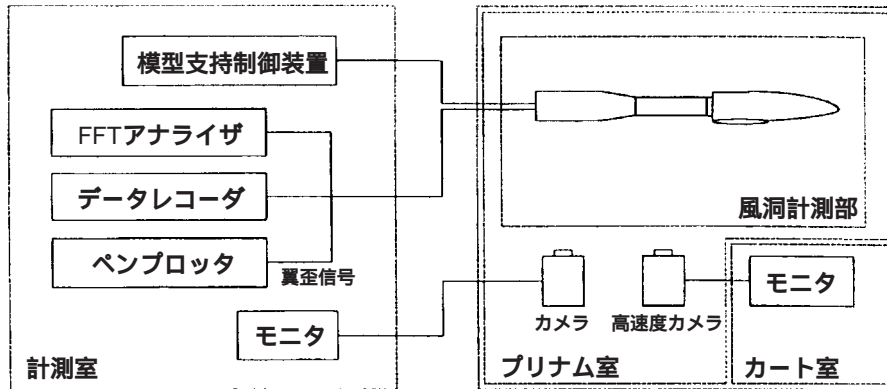 模型支持制御装置
FFTアナライザ
データレコーダ
ペンプロッタ
翼歪信号
モニタ
計測室
風洞計測部
カメラ
高速度カメラ
モニタ
プリナム室
カート室